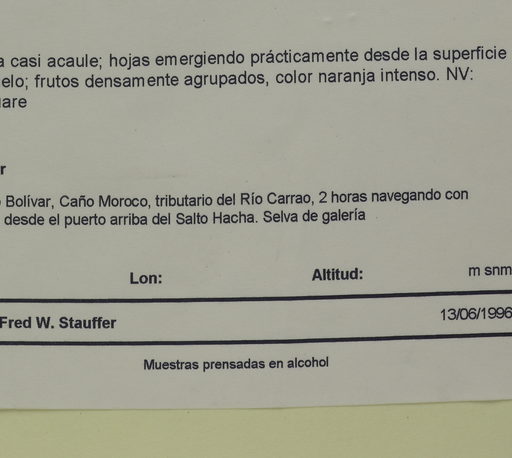 a casi acaule; hojas emergiendo prácticamente desde la superficie
elo; frutos densamente agrupados, color naranja intenso. NV:
are
r
Bolívar, Caño Moroco, tributario del Río Carrao, 2 horas navegando con
desde el puerto arriba del Salto Hacha. Selva de galería
Lon: Altitud: m snm
Fred W. Stauffer 13/06/1996
Muestras prensadas en alcohol